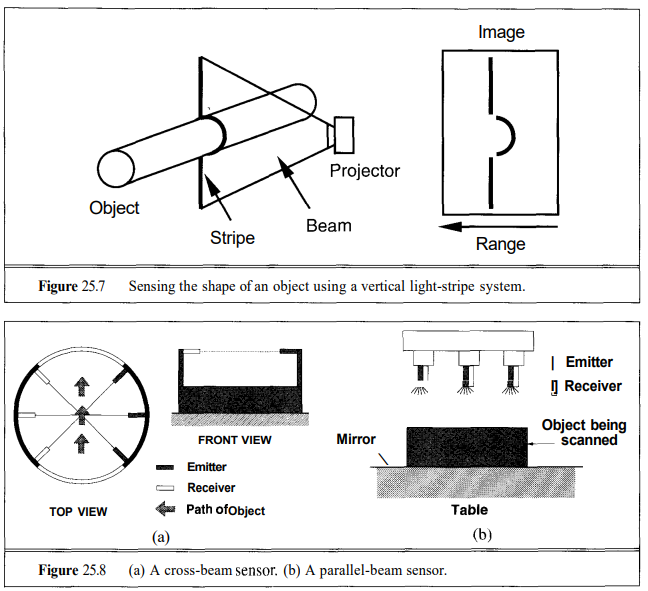 Image
Projector
Object
Beam
Stripe
Range
Figure 25.7 Sensing the shape of an object using a vertical light-stripe system.
Emitter
Receiver
Object being
scanned
Mirror
FRONT VIEW
Emitter
Receiver
Path ofObject
TOP VIEW
Table
(a)
(b)
Figure 25.8 (a) A cross-beam sensor. (b) A parallel-beam sensor.